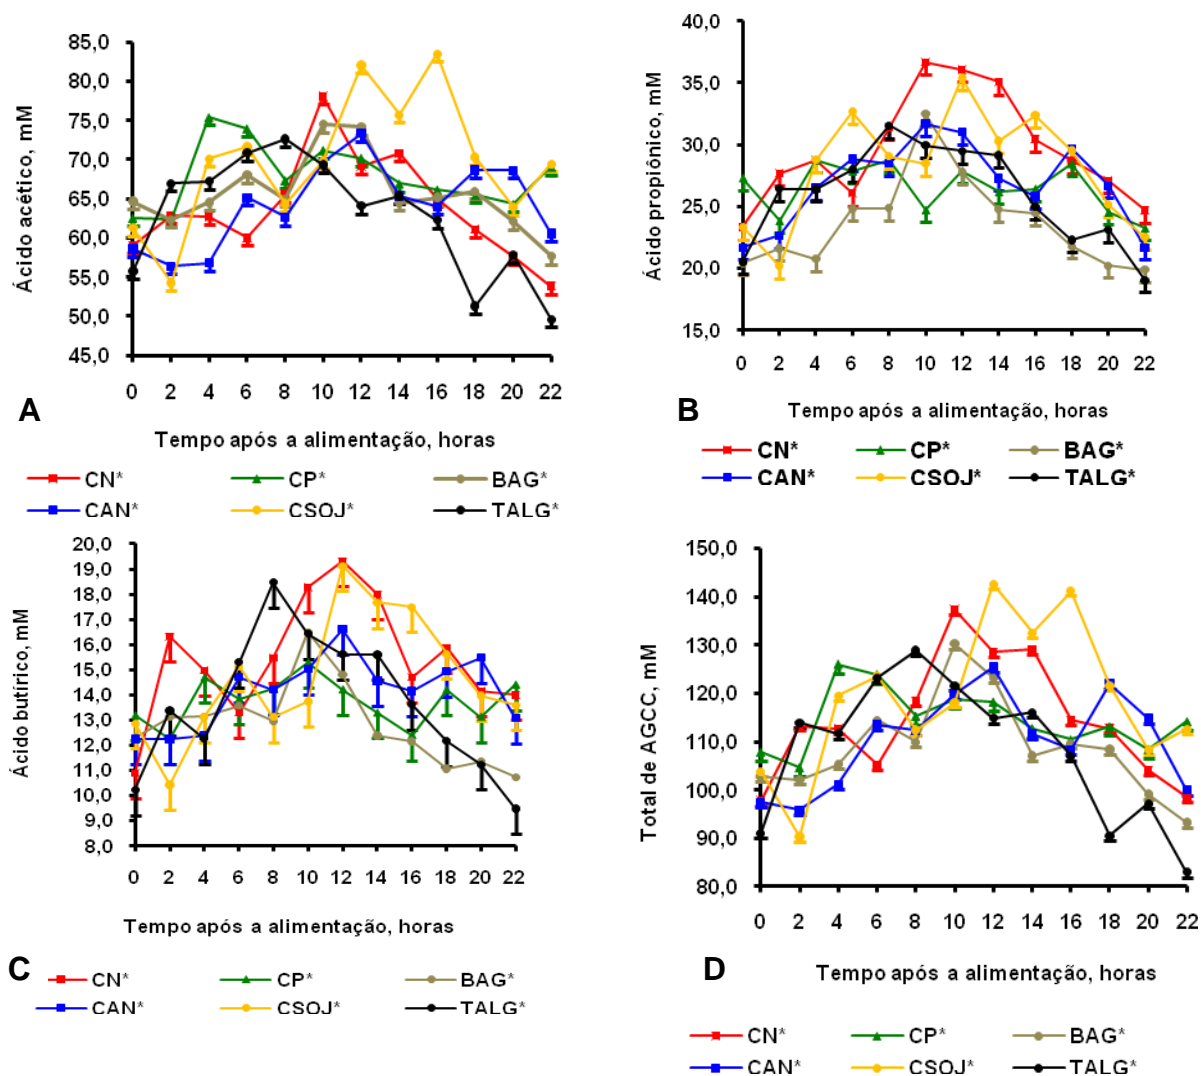 Ácido acético, mM
85,0
80,0
75,0
70,0
65,0
60,0
55,0
50,0
45,0
0 2 4 6 8 10 12 14 16 18 20 22
A
Tempo após a alimentação, horas
CN* CP* BAG*
CAN* CSOJ* TALG*
Ácido propiónico, mM
40,0
35,0
30,0
25,0
20,0
15,0
0 2 4 6 8 10 12 14 16 18 20 22
B
Tempo após a alimentação, horas
CN* CP* BAG*
CAN* CSOJ* TALG*
Ácido butírico, mM
20,0
19,0
18,0
17,0
16,0
15,0
14,0
13,0
12,0
11,0
10,0
9,0
8,0
0 2 4 6 8 10 12 14 16 18 20 22
Tempo após a alimentação, horas
C
CN* CP* BAG*
CAN* CSOJ* TALG*
Total de AGCC, mM
150,0
140,0
130,0
120,0
110,0
100,0
90,0
80,0
0 2 4 6 8 10 12 14 16 18 20 22
D
Tempo após a alimentação, horas
CN* CP* BAG*
CAN* CSOJ* TALG*